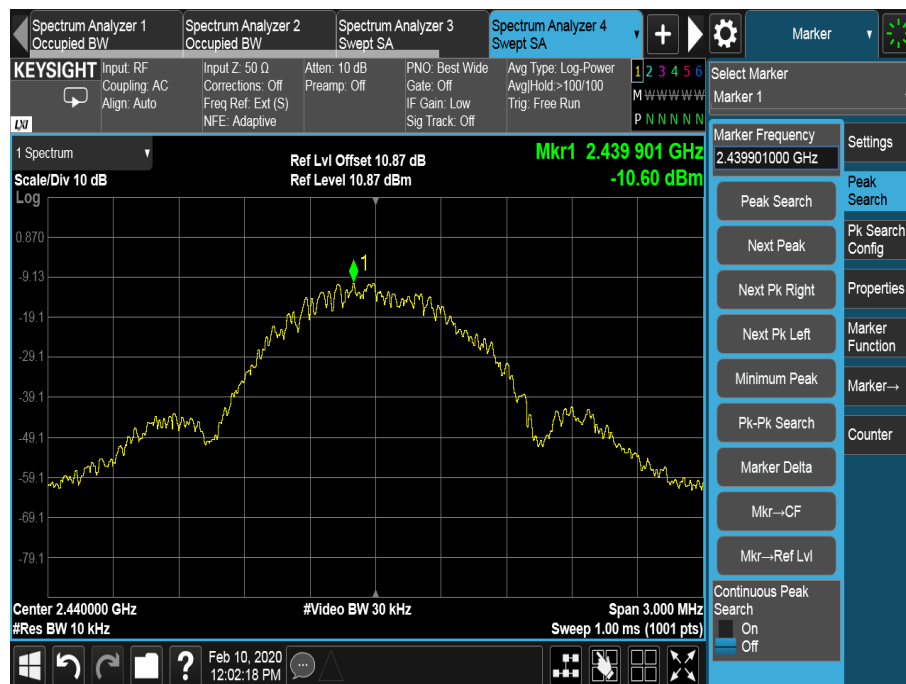 Spectrum Analyzer 1
Occupied BW
Spectrum Analyzer 2
Occupied BW
Spectrum Analyzer 3
Swept SA
Spectrum Analyzer 4
Swept SA
Marker
KEYSIGHT
LXI
Input: RF
Coupling: AC
Align: Auto
Input Z: 50 Ω
Corrections: Off
Freq Ref: Ext (S)
NFE: Adaptive
Atten: 10 dB
Preamp: Off
PNO: Best Wide
Gate: Off
IF Gain: Low
Sig Track: Off
Avg Type: Log-Power
Avg|Hold:>100/100
Trig: Free Run
1 2 3 4 5 6
M W W W W W
P N N N N N
Select Marker
Marker 1
1 Spectrum
Scale/Div 10 dB
Log
Ref Lvl Offset 10.87 dB
Ref Level 10.87 dBm
Mkr1 2.439 901 GHz
-10.60 dBm
0.870
-9.13
-19.1
-29.1
-39.1
-49.1
-59.1
-69.1
-79.1
1
Center 2.440000 GHz
#Res BW 10 kHz
#Video BW 30 kHz
Span 3.000 MHz
Sweep 1.00 ms (1001 pts)
Marker Frequency
2.439901000 GHz
Peak Search
Next Peak
Next Pk Right
Next Pk Left
Minimum Peak
Pk-Pk Search
Marker Delta
Mkr→CF
Mkr→Ref Lvl
Continuous Peak
Search
On
Off
Settings
Peak
Search
Pk Search
Config
Properties
Marker
Function
Marker→
Counter
?
Feb 10, 2020
12:02:18 PM